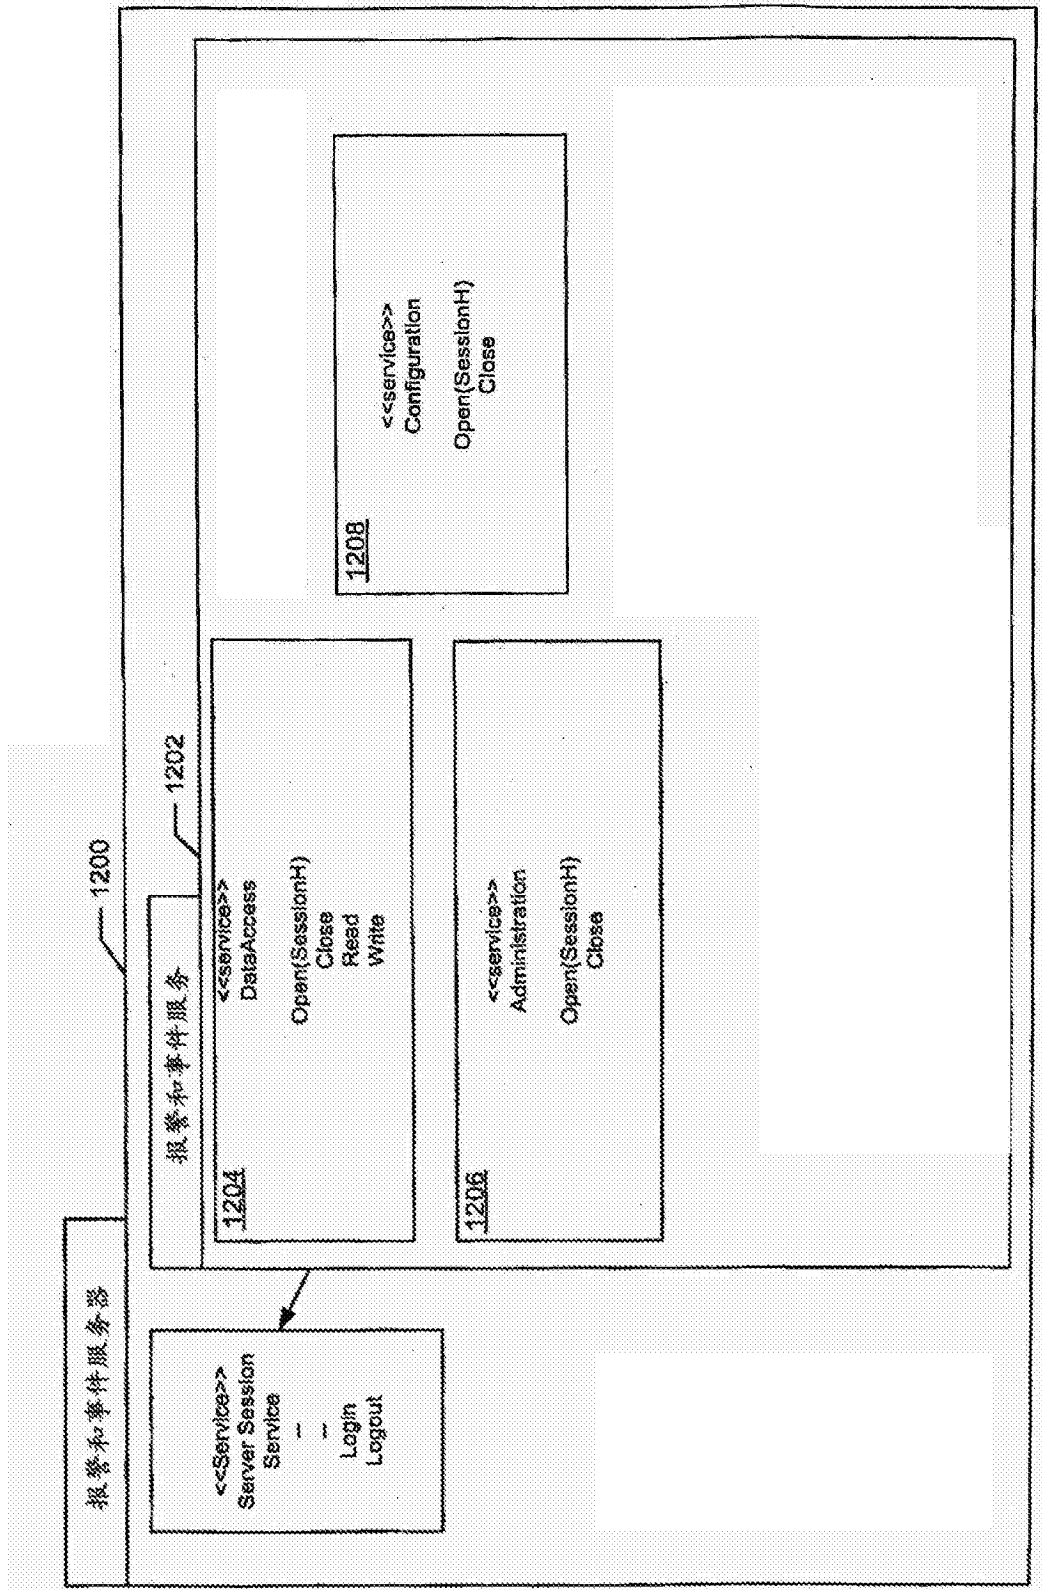 报警和事件服务器
1200
<<Service>>
Server Session
Service
--
--
Login
Logout
报警和事件服务
1202
1204
<<service>>
DataAccess
Open(SessionH)
Close
Read
Write
1206
<<service>>
Administration
Open(SessionH)
Close
1208
<<service>>
Configuration
Open(SessionH)
Close